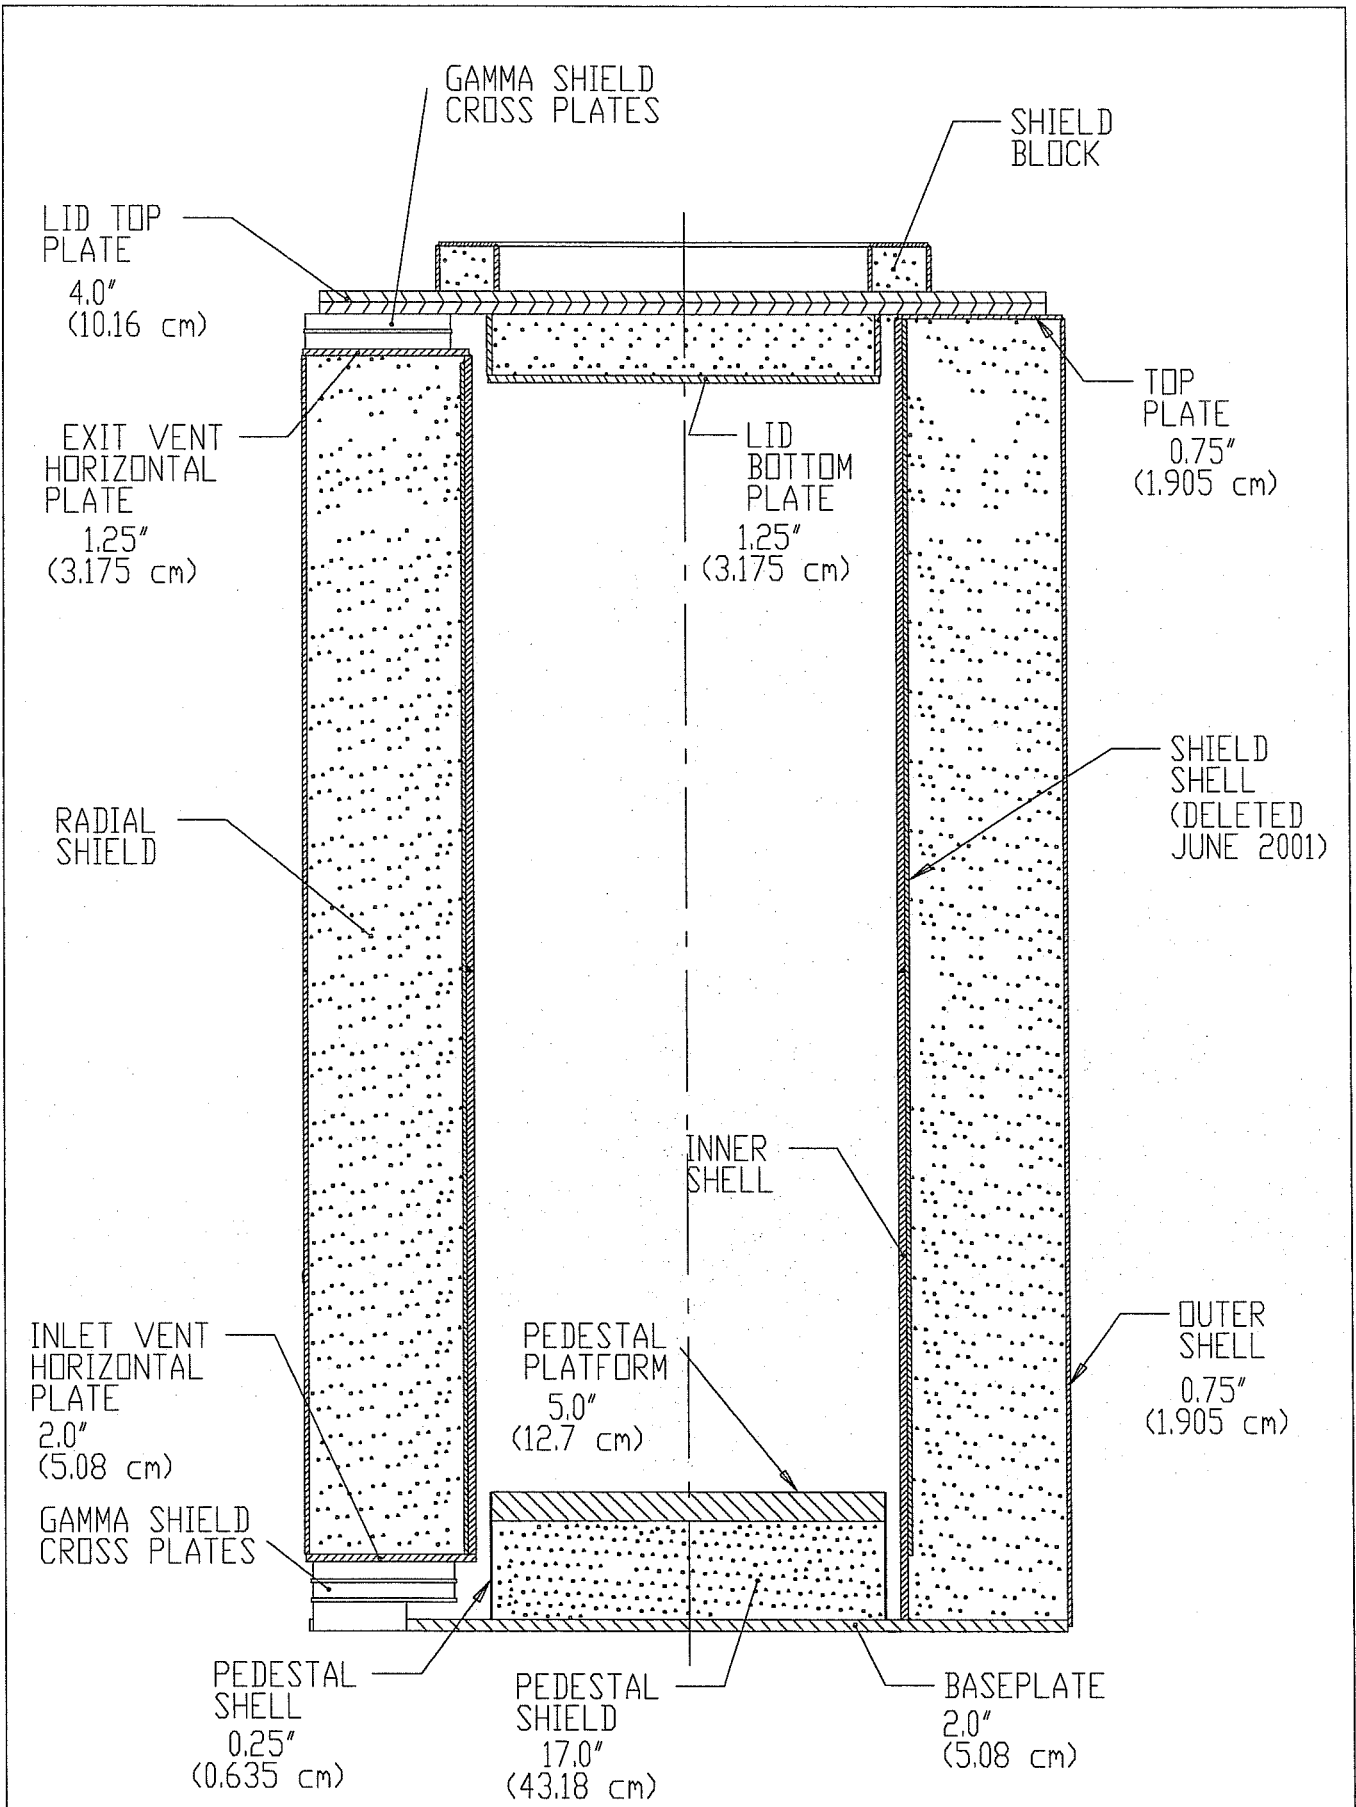 GAMMA SHIELD
CROSS PLATES
SHIELD
BLOCK
LID TOP
PLATE
4.0"
(10.16 cm)
EXIT VENT
HORIZONTAL
PLATE
1.25"
(3.175 cm)
LID
BOTTOM
PLATE
1.25"
(3.175 cm)
TOP
PLATE
0.75"
(1.905 cm)
SHIELD
SHELL
(DELETED
JUNE 2001)
RADIAL
SHIELD
INNER
SHELL
INLET VENT
HORIZONTAL
PLATE
2.0"
(5.08 cm)
PEDESTAL
PLATFORM
5.0"
(12.7 cm)
OUTER
SHELL
0.75"
(1.905 cm)
GAMMA SHIELD
CROSS PLATES
PEDESTAL
SHELL
0.25"
(0.635 cm)
PEDESTAL
SHIELD
17.0"
(43.18 cm)
BASEPLATE
2.0"
(5.08 cm)